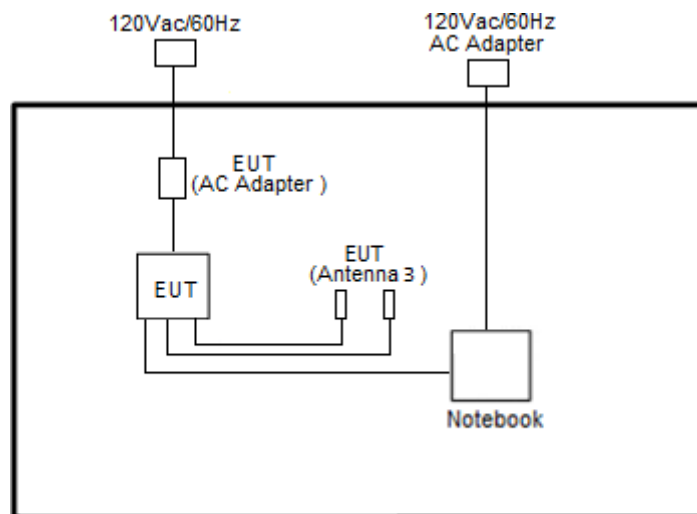 120Vac/60Hz
120Vac/60Hz
AC Adapter
EUT
(AC Adapter )
EUT
(Antenna 3 )
EUT
Notebook